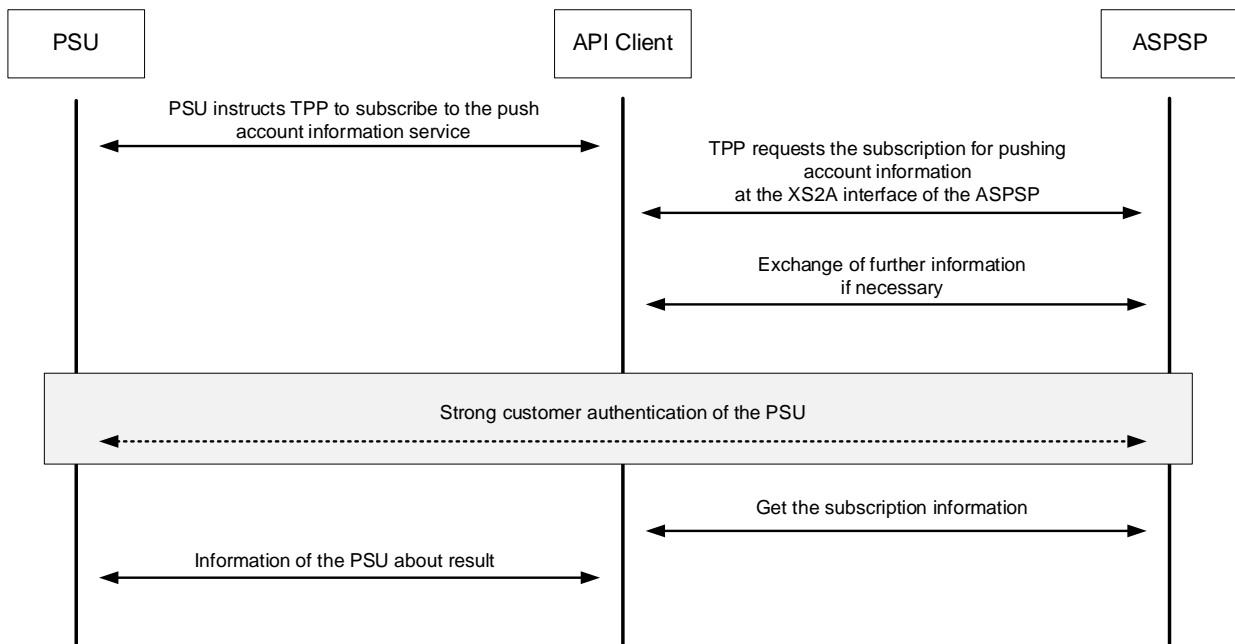 PSU
API Client
ASPSP
PSU instructs TPP to subscribe to the push
account information service
TPP requests the subscription for pushing
account information
at the XS2A interface of the ASPSP
Exchange of further information
if necessary
Strong customer authentication of the PSU
Get the subscription information
Information of the PSU about result